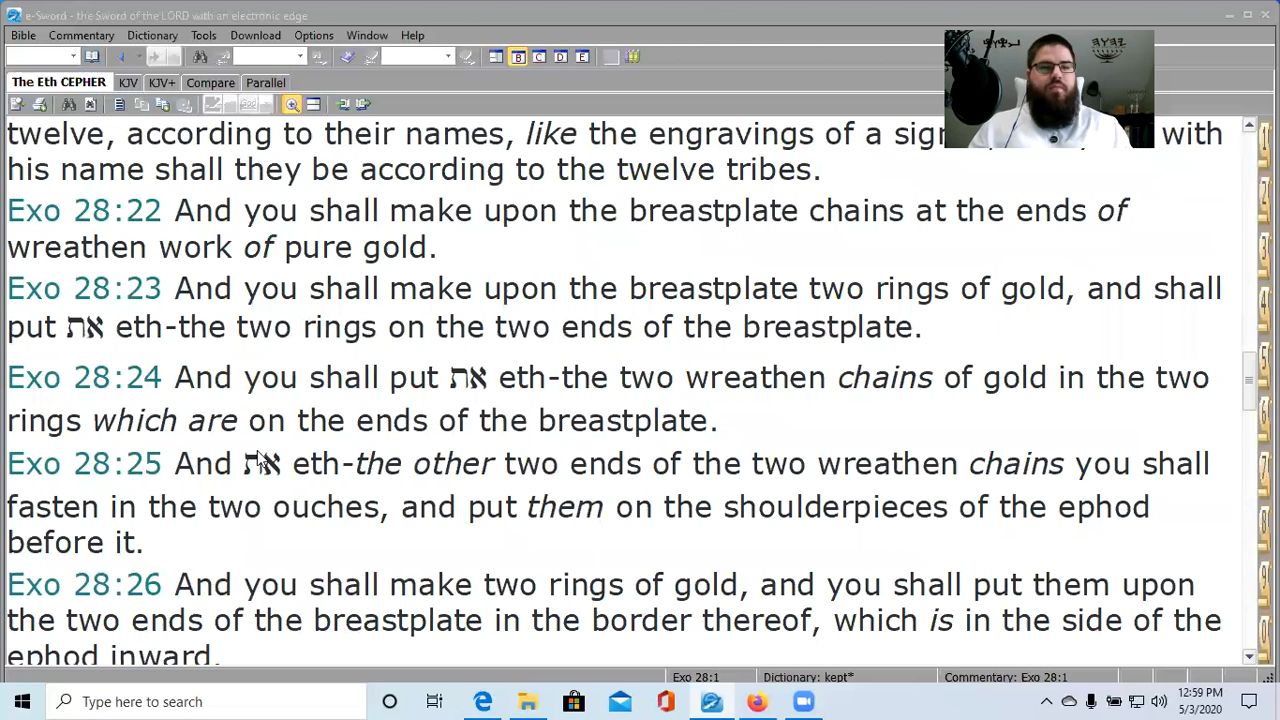 e-Sword - the Sword of the LORD with an electronic edge
Bible Commentary Dictionary Tools Download Options Window Help
B C D E
The Eth CEPHER KJV KJV+ Compare Parallel
twelve, according to their names, like the engravings of a with
his name shall they be according to the twelve tribes.
Exo 28:22 And you shall make upon the breastplate chains at the ends of
wreathen work of pure gold.
Exo 28:23 And you shall make upon the breastplate two rings of gold, and shall
put את eth-the two rings on the two ends of the breastplate.
Exo 28:24 And you shall put את eth-the two wreathen chains of gold in the two
rings which are on the ends of the breastplate.
Exo 28:25 And את eth-the other two ends of the two wreathen chains you shall
fasten in the two ouches, and put them on the shoulderpieces of the ephod
before it.
Exo 28:26 And you shall make two rings of gold, and you shall put them upon
the two ends of the breastplate in the border thereof, which is in the side of the
ephod inward.
Exo 28:1 Dictionary: kept* Commentary: Exo 28:1
Type here to search
12:59 PM
5/3/2020